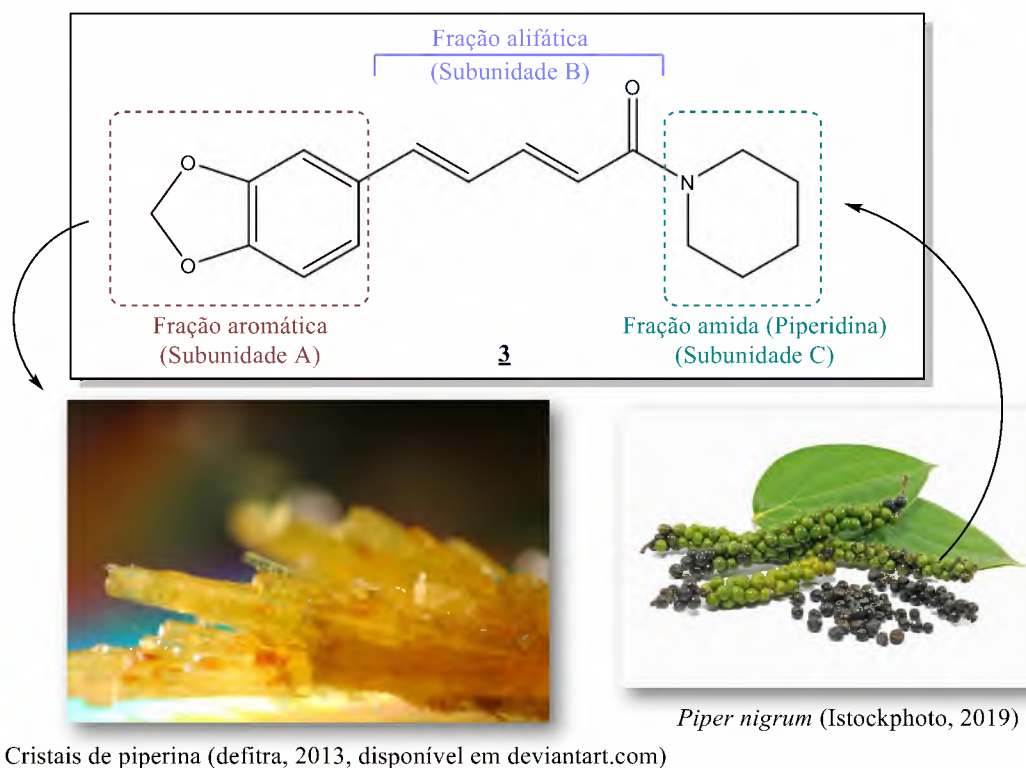 Fração alifática
(Subunidade B)
O
O
O
N
Fração aromática
(Subunidade A)
Fração amida (Piperidina)
(Subunidade C)
3
Piper nigrum (Istockphoto, 2019)
Cristais de piperina (defitra, 2013, disponível em deviantart.com)